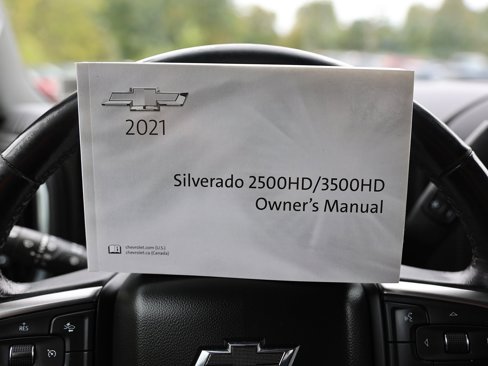 2021
Silverado 2500HD/3500HD
Owner's Manual
chevrolet.com (U.S.)
chevrolet.ca (Canada)
RES